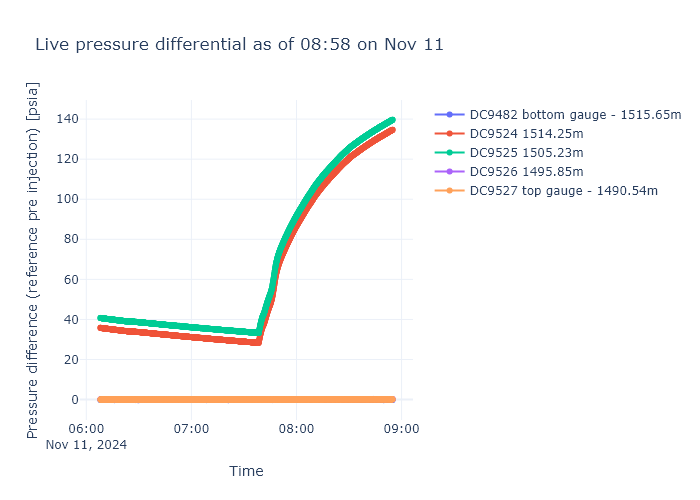 Live pressure differential as of 08:58 on Nov 11
Pressure difference (reference pre injection) [psia]
140
120
100
80
60
40
20
0
06:00
Nov 11, 2024
07:00
08:00
09:00
Time
DC9482 bottom gauge - 1515.65m
DC9524 1514.25m
DC9525 1505.23m
DC9526 1495.85m
DC9527 top gauge - 1490.54m